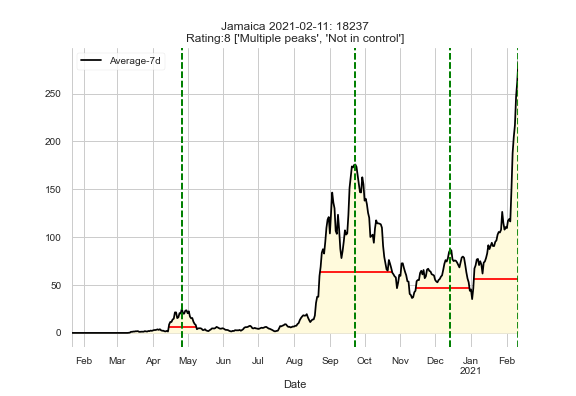 Jamaica 2021-02-11: 18237
Rating:8 ['Multiple peaks', 'Not in control']
Average-7d
250
200
150
100
50
0
Feb Mar Apr May Jun Jul Aug Sep Oct Nov Dec Jan Feb
2021
Date